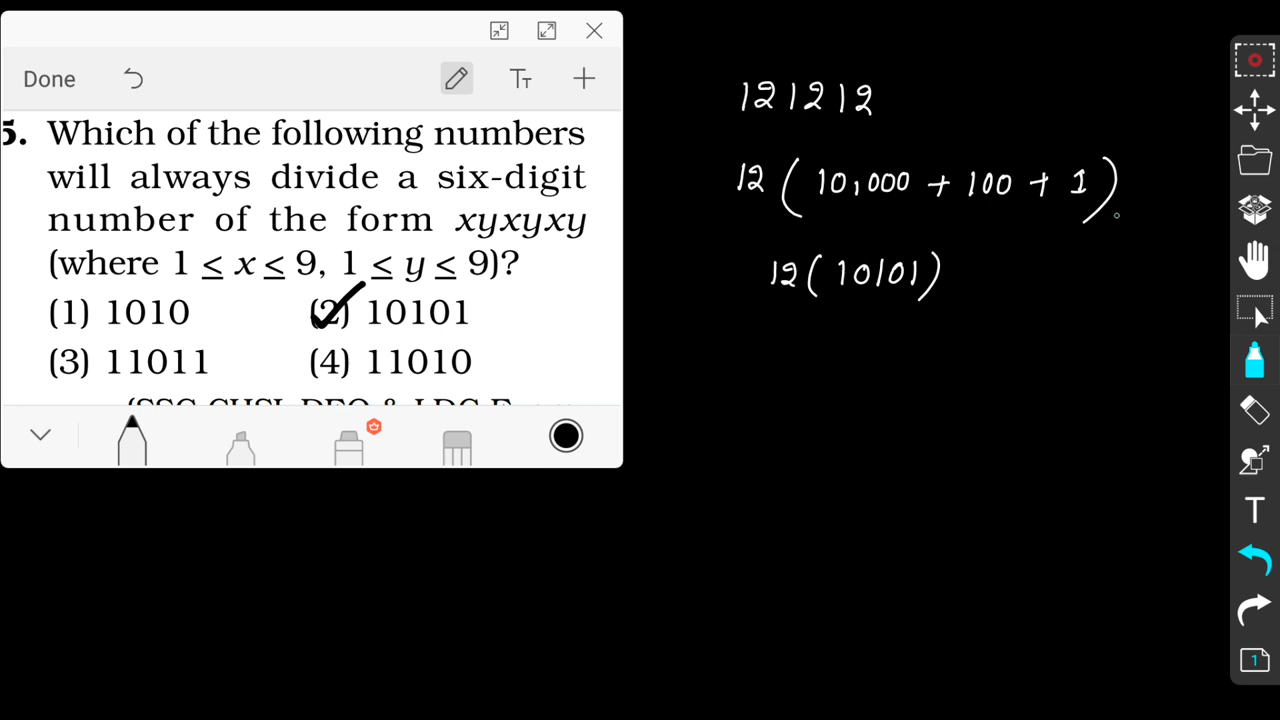 Done
5. Which of the following numbers
will always divide a six-digit
number of the form xyxyxy
(where 1 ≤ x ≤ 9, 1 ≤ y ≤ 9)?
(1) 1010 (2) 10101
(3) 11011 (4) 11010
121212
12 (10,000 + 100 + 1)
12 (10101)